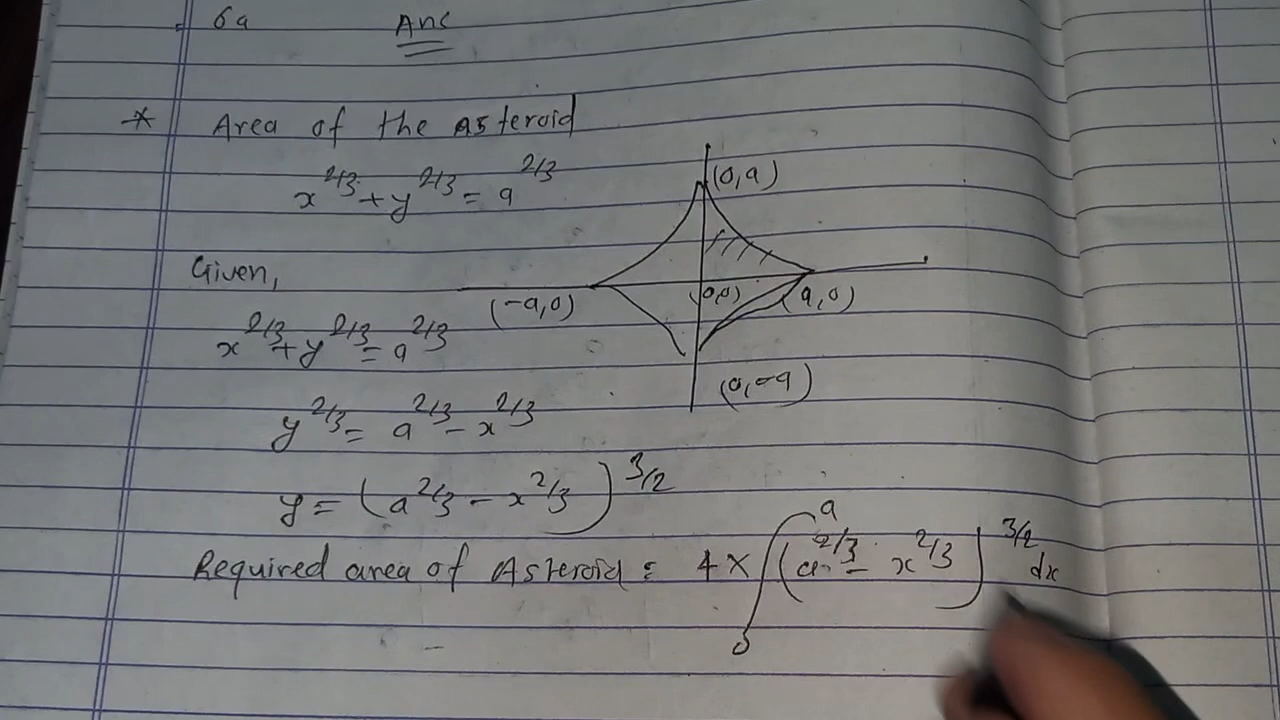 6a Ans
* Area of the Asteroid
x^2/3 + y^2/3 = a^2/3
(0,a)
Given,
(-a,0) (0,0) (a,0)
x^2/3 + y^2/3 = a^2/3
(0,-a)
y^2/3 = a^2/3 - x^2/3
y = (a^2/3 - x^2/3)^3/2
Required area of Asteroid = 4 × ∫_0^a (a^2/3 - x^2/3)^3/2 dx